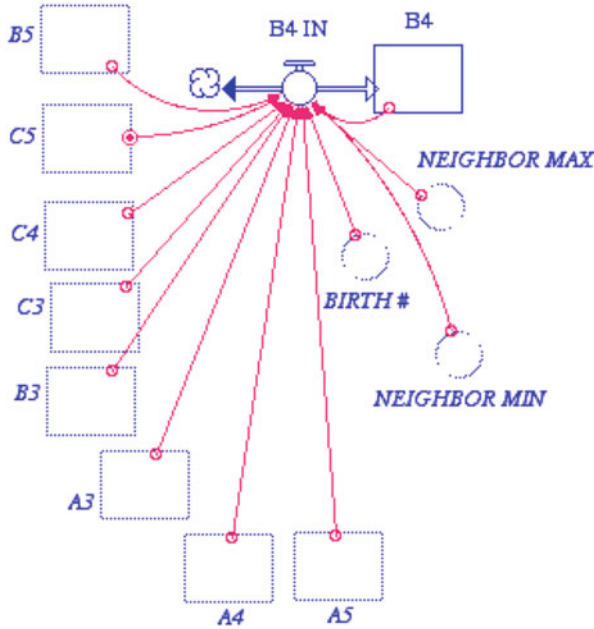 B5
B4 IN
B4
C5
NEIGHBOR MAX
C4
C3
BIRTH #
B3
NEIGHBOR MIN
A3
A4
A5